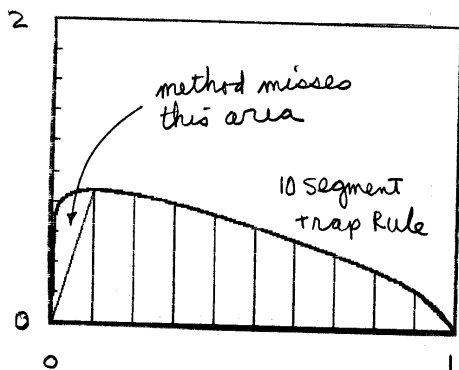 2
method misses
this area
10 segment
trap Rule
0
0
1